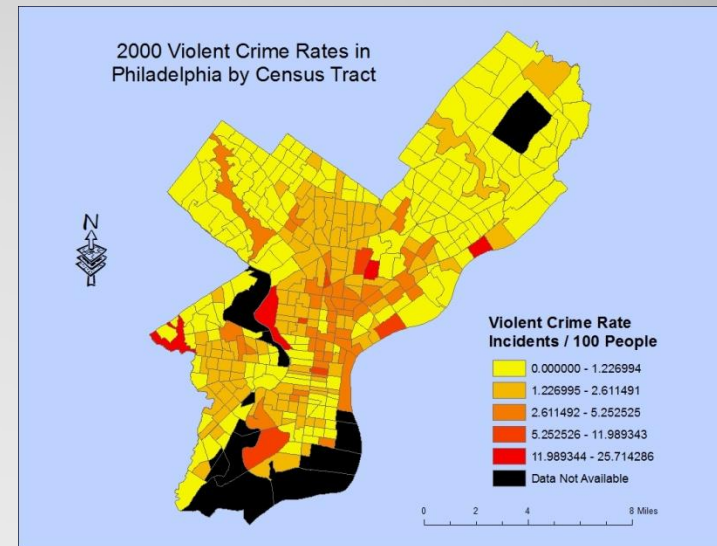 2000 Violent Crime Rates in
Philadelphia by Census Tract
N
Violent Crime Rate
Incidents / 100 People
0.000000 - 1.226994
1.226995 - 2.611491
2.611492 - 5.252525
5.252526 - 11.989343
11.989344 - 25.714286
Data Not Available
0 2 4 8 Miles